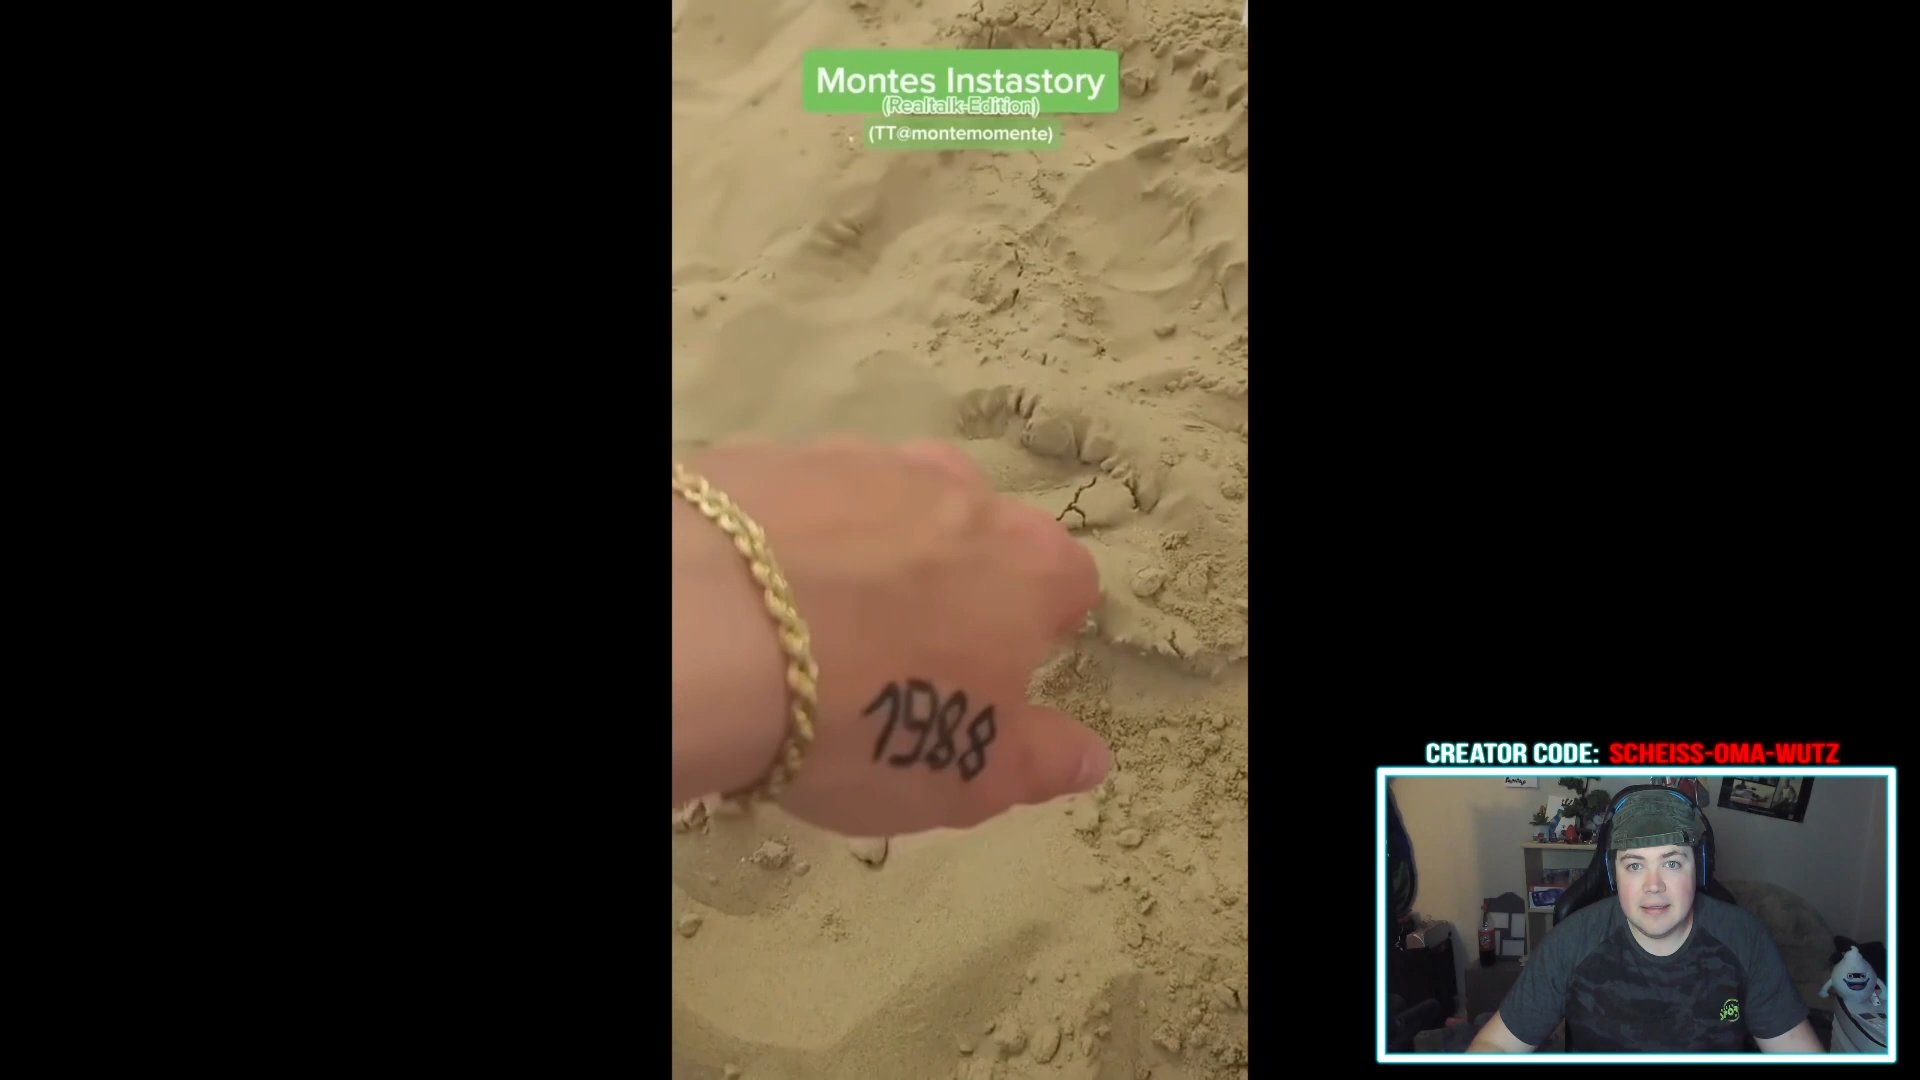 Montes Instastory
(Realtalk-Edition)
(TT@montemomente)
1988
CREATOR CODE: SCHEISS-OMA-WUTZ